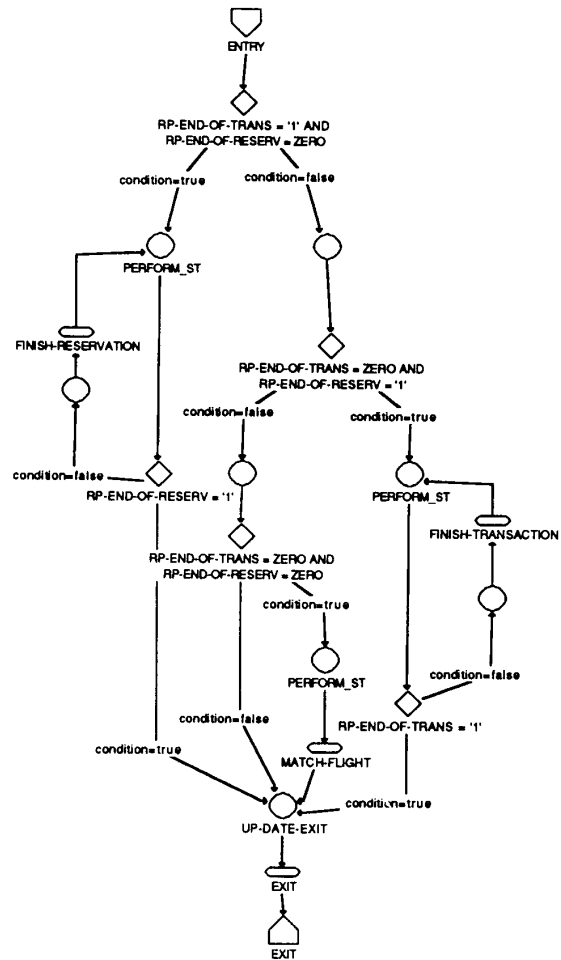 ENTRY
RP-END-OF-TRANS = '1' AND
RP-END-OF-RESERV = ZERO
condition=true
condition=false
PERFORM_ST
FINISH-RESERVATION
RP-END-OF-TRANS = ZERO AND
RP-END-OF-RESERV = '1'
condition=false
condition=true
condition=false
RP-END-OF-RESERV = '1'
PERFORM_ST
FINISH-TRANSACTION
RP-END-OF-TRANS = ZERO AND
RP-END-OF-RESERV = ZERO
condition=true
PERFORM_ST
condition=false
condition=false
RP-END-OF-TRANS = '1'
condition=true
MATCH-FLIGHT
condition=true
UP-DATE-EXIT
EXIT
EXIT